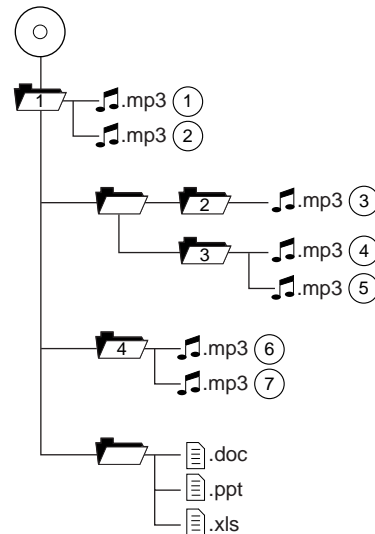 1 .mp3 1
.mp3 2
2 .mp3 3
3 .mp3 4
.mp3 5
4 .mp3 6
.mp3 7
.doc
.ppt
.xls